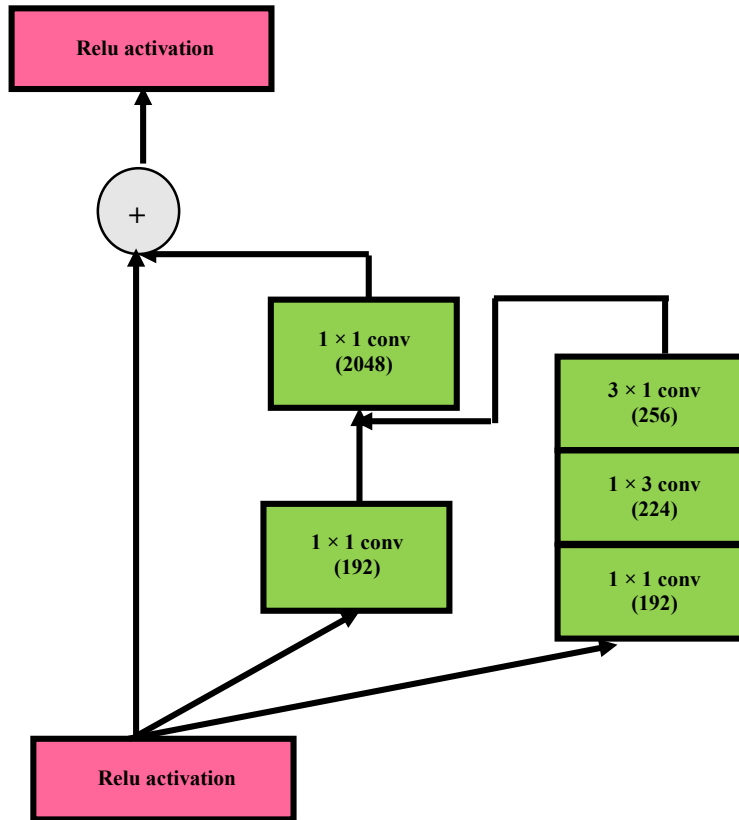 Relu activation
+
1 × 1 conv
(2048)
3 × 1 conv
(256)
1 × 3 conv
(224)
1 × 1 conv
(192)
1 × 1 conv
(192)
Relu activation